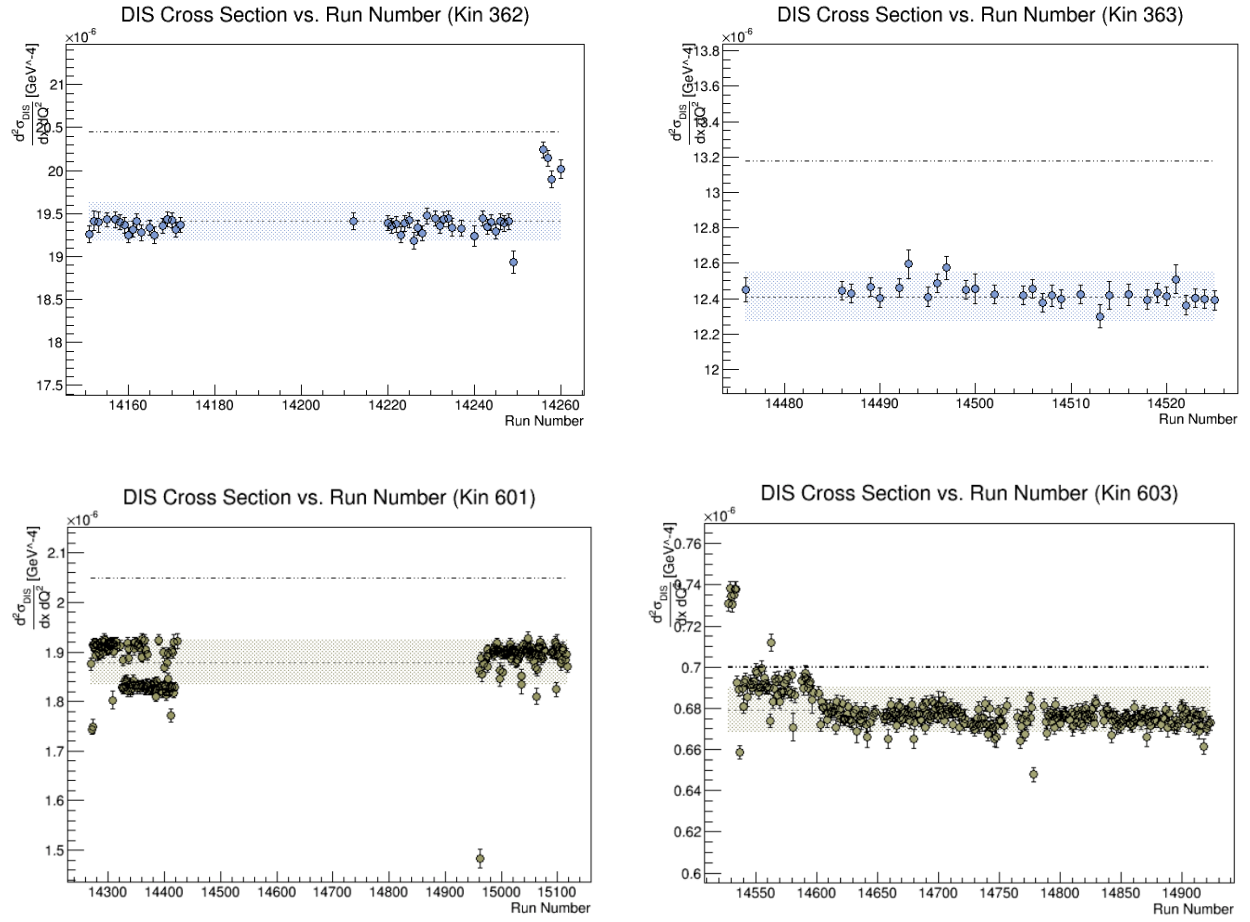 DIS Cross Section vs. Run Number (Kin 362)
×10^-6
d²σ_DIS / dx dQ² [GeV^-4]
21
20.5
20
19.5
19
18.5
18
17.5
14160 14180 14200 14220 14240 14260
Run Number
DIS Cross Section vs. Run Number (Kin 363)
×10^-6
d²σ_DIS / dx dQ² [GeV^-4]
13.8
13.6
13.4
13.2
13
12.8
12.6
12.4
12.2
12
14480 14490 14500 14510 14520
Run Number
DIS Cross Section vs. Run Number (Kin 601)
×10^-6
d²σ_DIS / dx dQ² [GeV^-4]
2.1
2
1.9
1.8
1.7
1.6
1.5
14300 14400 14500 14600 14700 14800 14900 15000 15100
Run Number
DIS Cross Section vs. Run Number (Kin 603)
×10^-6
d²σ_DIS / dx dQ² [GeV^-4]
0.76
0.74
0.72
0.7
0.68
0.66
0.64
0.62
0.6
14550 14600 14650 14700 14750 14800 14850 14900
Run Number